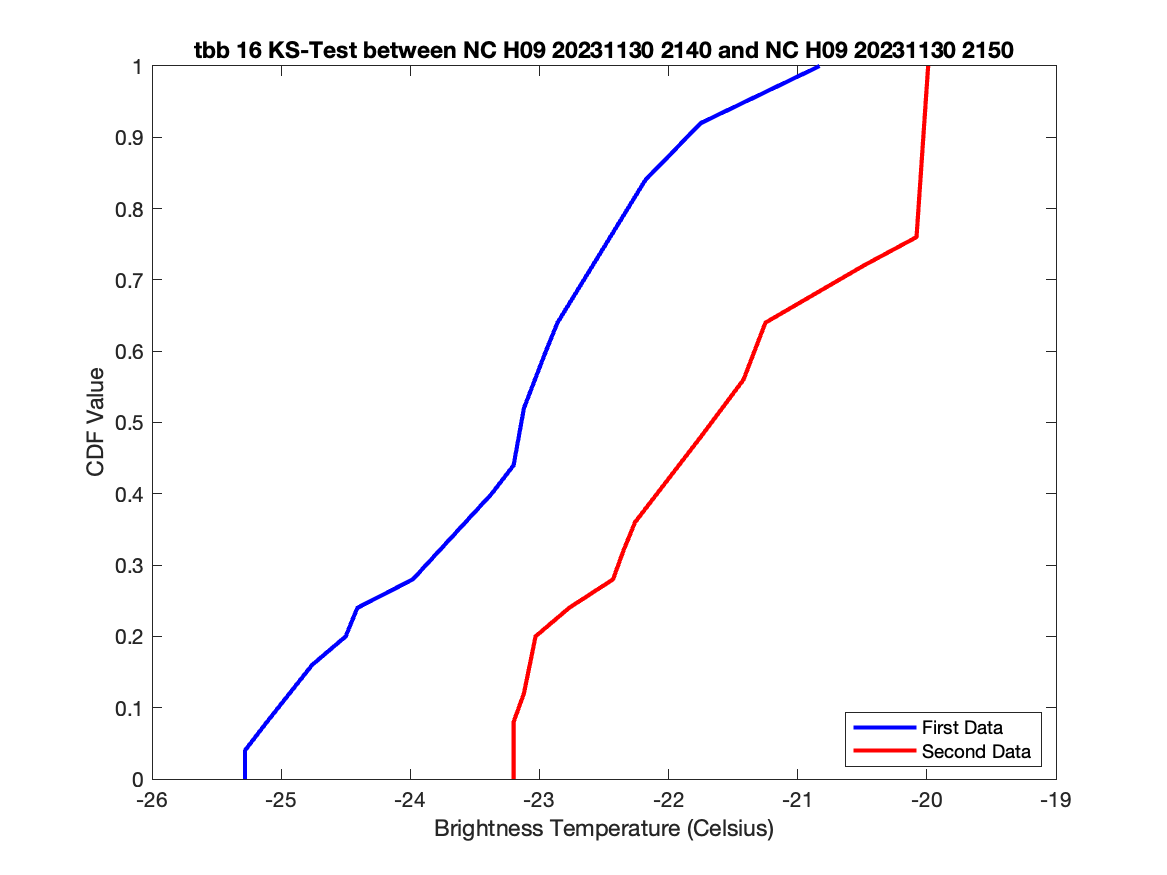 tbb 16 KS-Test between NC H09 20231130 2140 and NC H09 20231130 2150
1
0.9
0.8
0.7
0.6
0.5
0.4
0.3
0.2
0.1
0
CDF Value
First Data
Second Data
-26 -25 -24 -23 -22 -21 -20 -19
Brightness Temperature (Celsius)